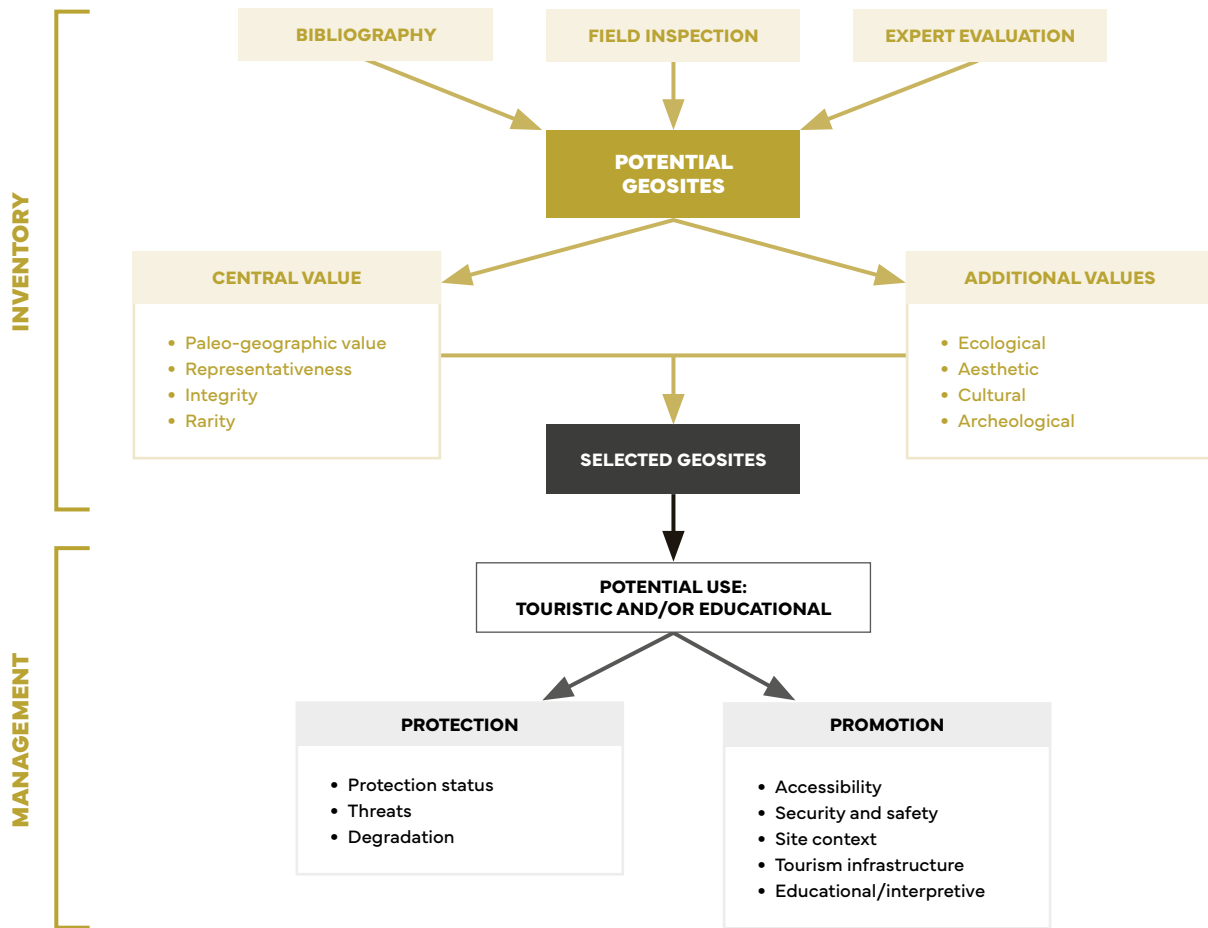 INVENTORY
BIBLIOGRAPHY
FIELD INSPECTION
EXPERT EVALUATION
POTENTIAL
GEOSITES
CENTRAL VALUE
• Paleo-geographic value
• Representativeness
• Integrity
• Rarity
ADDITIONAL VALUES
• Ecological
• Aesthetic
• Cultural
• Archeological
SELECTED GEOSITES
MANAGEMENT
POTENTIAL USE:
TOURISTIC AND/OR EDUCATIONAL
PROTECTION
• Protection status
• Threats
• Degradation
PROMOTION
• Accessibility
• Security and safety
• Site context
• Tourism infrastructure
• Educational/interpretive